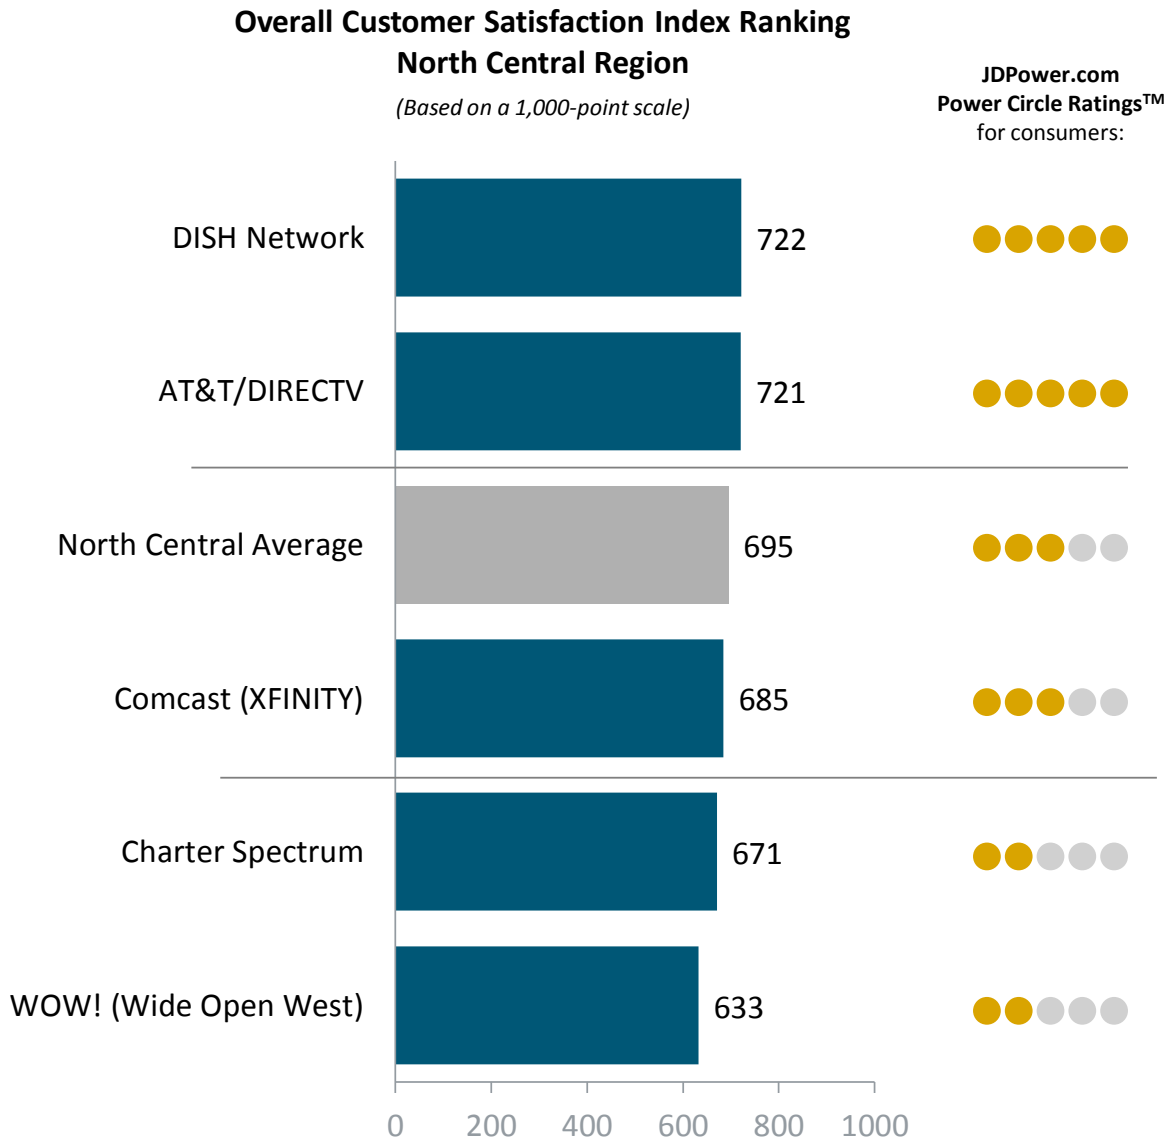 Overall Customer Satisfaction Index Ranking
North Central Region
(Based on a 1,000-point scale)
JDPower.com
Power Circle Ratings™
for consumers:
DISH Network 722
AT&T/DIRECTV 721
North Central Average 695
Comcast (XFINITY) 685
Charter Spectrum 671
WOW! (Wide Open West) 633
0 200 400 600 800 1000